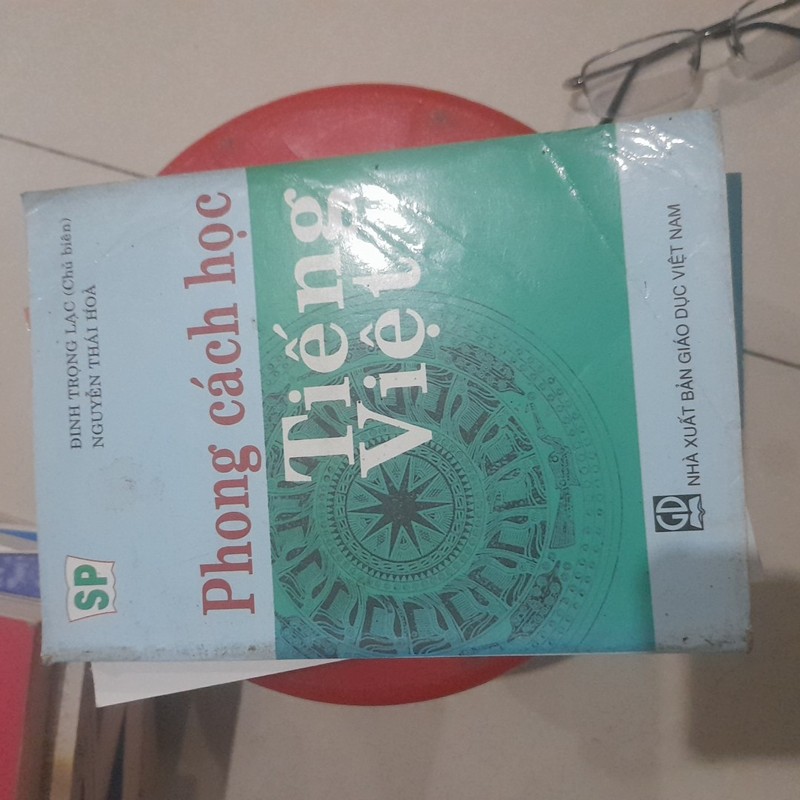 SP
ĐINH TRỌNG LẠC (Chủ biên)
NGUYỄN THÁI HOÀ
Phong cách học
Tiếng
Việt
GD
NHÀ XUẤT BẢN GIÁO DỤC VIỆT NAM